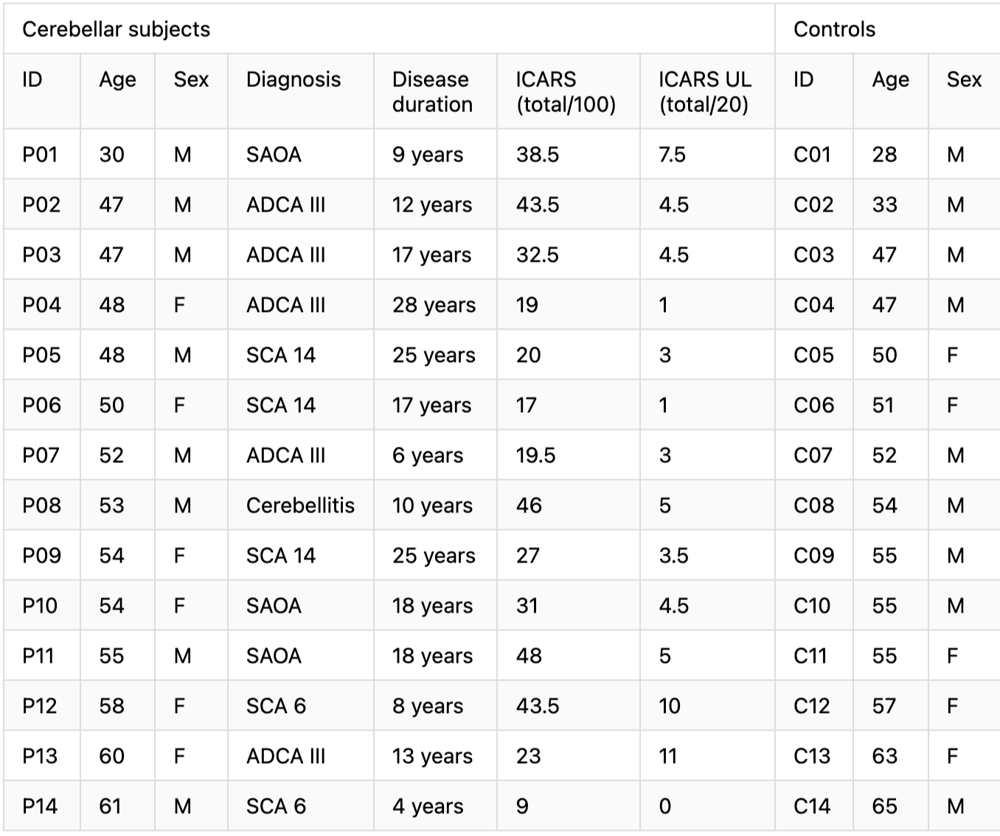 Cerebellar subjects Controls
ID Age Sex Diagnosis Disease duration ICARS (total/100) ICARS UL (total/20) ID Age Sex
P01 30 M SAOA 9 years 38.5 7.5 C01 28 M
P02 47 M ADCA III 12 years 43.5 4.5 C02 33 M
P03 47 M ADCA III 17 years 32.5 4.5 C03 47 M
P04 48 F ADCA III 28 years 19 1 C04 47 M
P05 48 M SCA 14 25 years 20 3 C05 50 F
P06 50 F SCA 14 17 years 17 1 C06 51 F
P07 52 M ADCA III 6 years 19.5 3 C07 52 M
P08 53 M Cerebellitis 10 years 46 5 C08 54 M
P09 54 F SCA 14 25 years 27 3.5 C09 55 M
P10 54 F SAOA 18 years 31 4.5 C10 55 M
P11 55 M SAOA 18 years 48 5 C11 55 F
P12 58 F SCA 6 8 years 43.5 10 C12 57 F
P13 60 F ADCA III 13 years 23 11 C13 63 F
P14 61 M SCA 6 4 years 9 0 C14 65 M